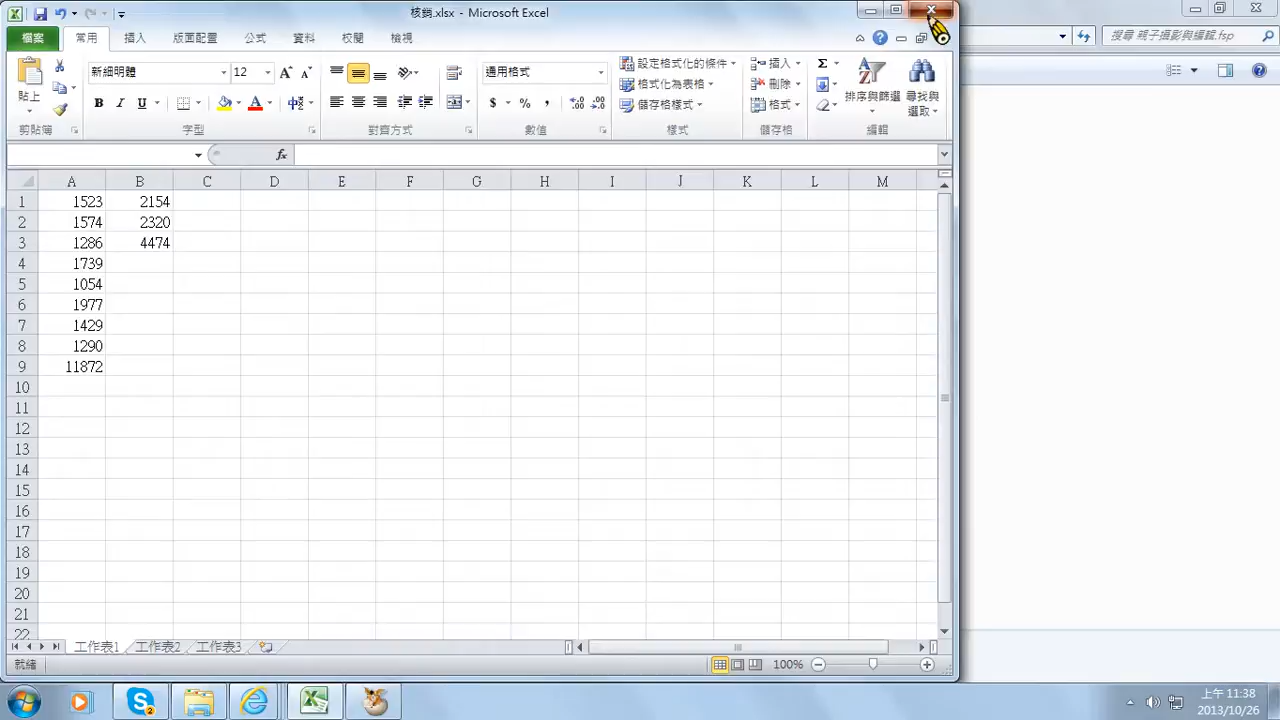 核銷.xlsx - Microsoft Excel
檔案 常用 插入 版面配置 公式 資料 校閱 檢視
搜尋 親子攝影與編輯.fsp
貼上
新細明體 12
B I U
通用格式
$ % ,
設定格式化的條件
格式化為表格
儲存格樣式
插入
刪除
格式
Σ
排序與篩選
尋找與
選取
剪貼簿 字型 對齊方式 數值 樣式 儲存格 編輯
fx
A B C D E F G H I J K L M
1 1523 2154
2 1574 2320
3 1286 4474
4 1739
5 1054
6 1977
7 1429
8 1290
9 11872
10
11
12
13
14
15
16
17
18
19
20
21
22
工作表1 工作表2 工作表3
就緒 100%
上午 11:38
2013/10/26